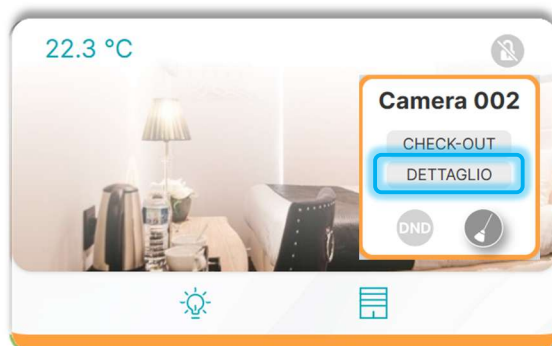 22.3 °C
Camera 002
CHECK-OUT
DETTAGLIO
DND